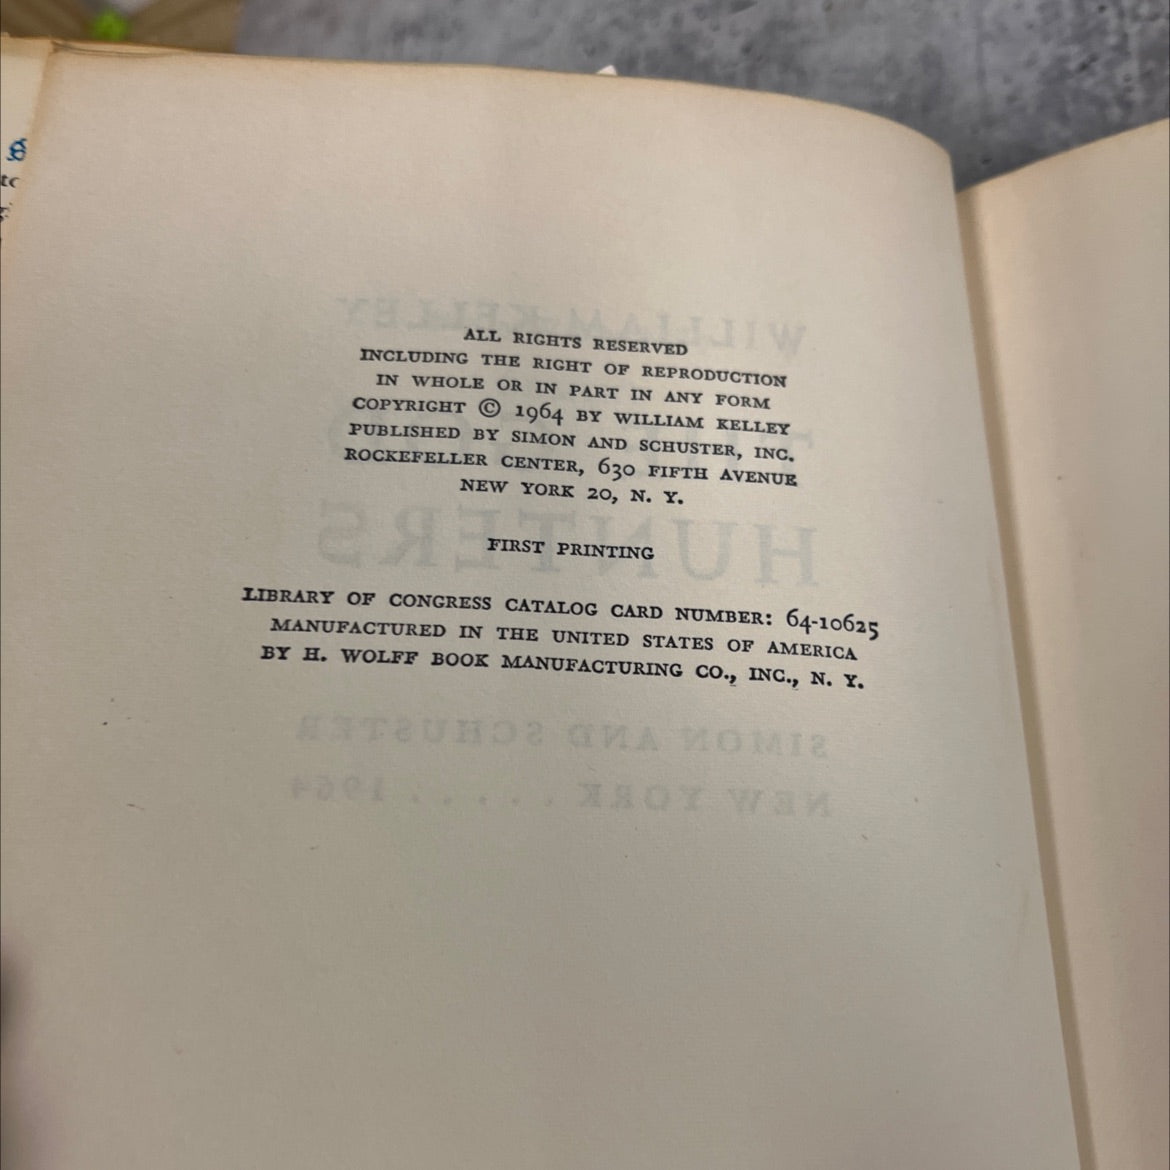 ALL RIGHTS RESERVED
INCLUDING THE RIGHT OF REPRODUCTION
IN WHOLE OR IN PART IN ANY FORM
COPYRIGHT © 1964 BY WILLIAM KELLEY
PUBLISHED BY SIMON AND SCHUSTER, INC.
ROCKEFELLER CENTER, 630 FIFTH AVENUE
NEW YORK 20, N. Y.
FIRST PRINTING
LIBRARY OF CONGRESS CATALOG CARD NUMBER: 64-10625
MANUFACTURED IN THE UNITED STATES OF AMERICA
BY H. WOLFF BOOK MANUFACTURING CO., INC., N. Y.